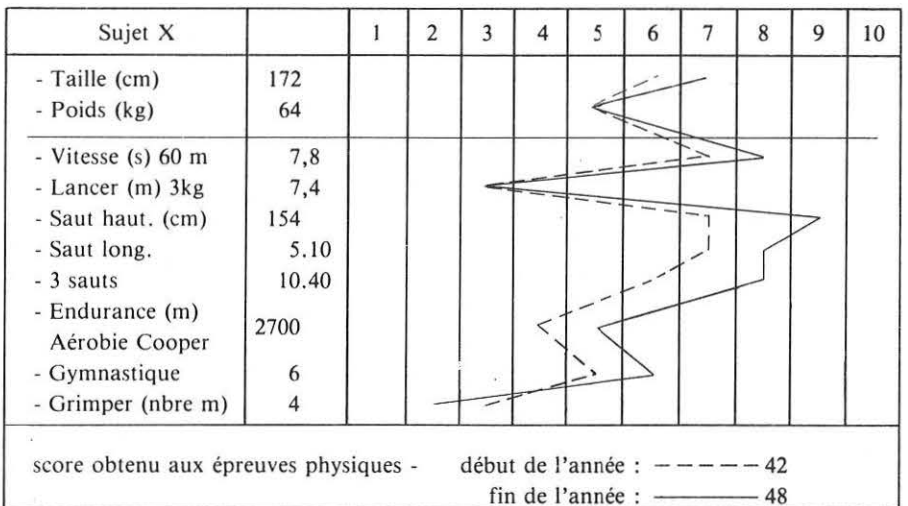 Sujet X 1 2 3 4 5 6 7 8 9 10
- Taille (cm) 172
- Poids (kg) 64
- Vitesse (s) 60 m 7,8
- Lancer (m) 3kg 7,4
- Saut haut. (cm) 154
- Saut long. 5.10
- 3 sauts 10.40
- Endurance (m)
Aérobie Cooper 2700
- Gymnastique 6
- Grimper (nbre m) 4
score obtenu aux épreuves physiques - début de l'année : 42
fin de l'année : 48